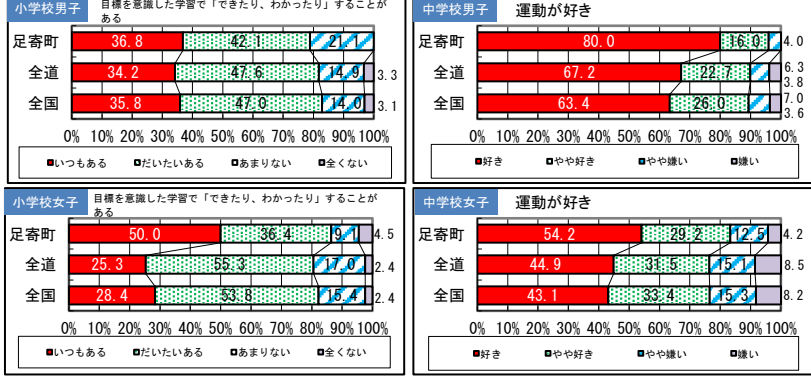 小学校男子
目標を意識した学習で「できたり、わかったり」することが
ある
足寄町 36.8 42.1 21.1
全道 34.2 47.6 14.9 3.3
全国 35.8 47.0 14.0 3.1
0% 10% 20% 30% 40% 50% 60% 70% 80% 90% 100%
■いつもある □だいたいある □あまりない □全くない
中学校男子
運動が好き
足寄町 80.0 16.0 4.0
全道 67.2 22.7 6.3 3.8
全国 63.4 26.0 7.0 3.6
0% 10% 20% 30% 40% 50% 60% 70% 80% 90% 100%
■好き □やや好き ■やや嫌い □嫌い
小学校女子
目標を意識した学習で「できたり、わかったり」することが
ある
足寄町 50.0 36.4 9.1 4.5
全道 25.3 55.3 17.0 2.4
全国 28.4 53.8 15.4 2.4
0% 10% 20% 30% 40% 50% 60% 70% 80% 90% 100%
■いつもある □だいたいある □あまりない □全くない
中学校女子
運動が好き
足寄町 54.2 29.2 12.5 4.2
全道 44.9 31.5 15.1 8.5
全国 43.1 33.4 15.3 8.2
0% 10% 20% 30% 40% 50% 60% 70% 80% 90% 100%
■好き ■やや好き ■やや嫌い □嫌い